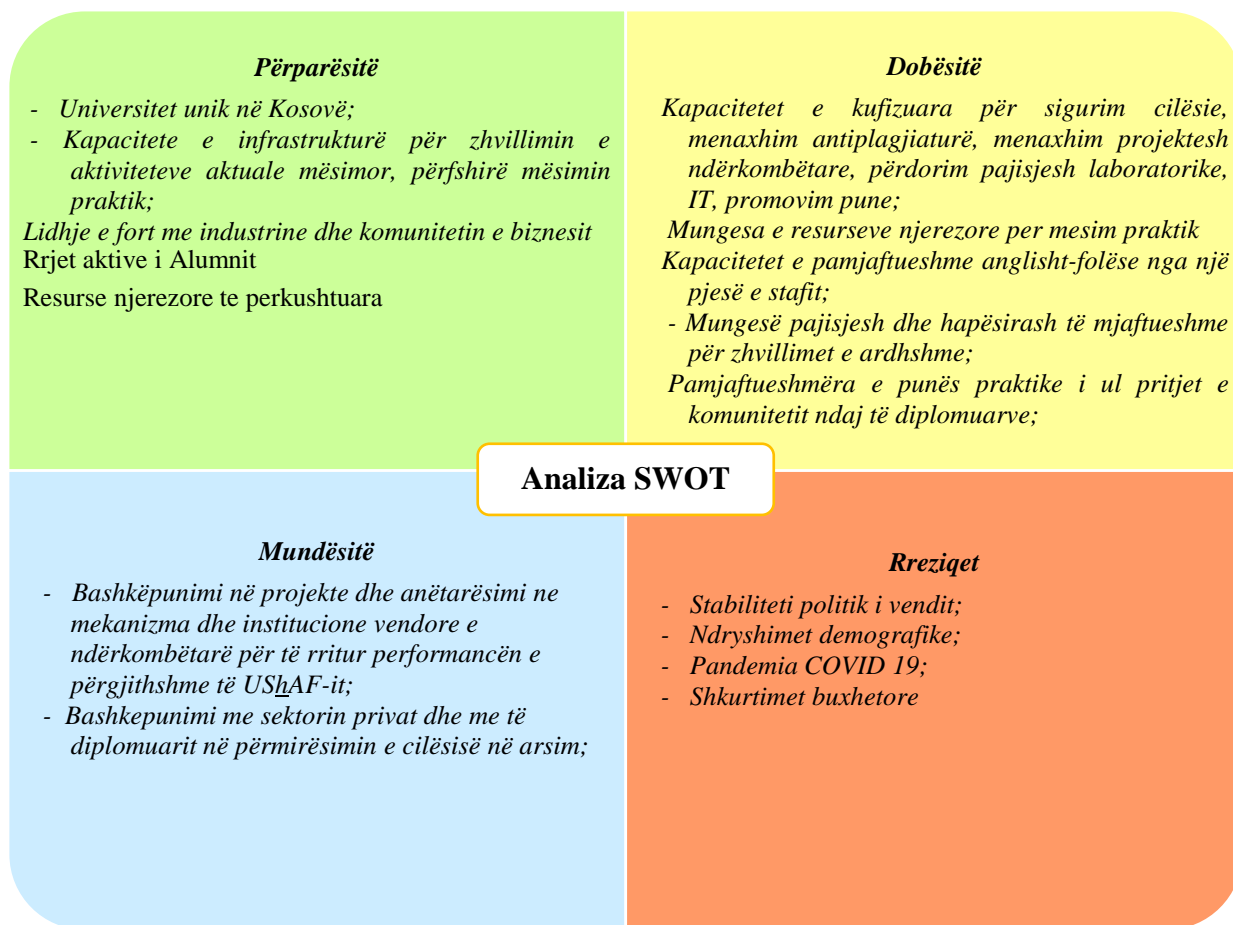 Përparësitë
- Universitet unik në Kosovë;
- Kapacitete e infrastrukturë për zhvillimin e
aktiviteteve aktuale mësimor, përfshirë mësimin
praktik;
Lidhje e fort me industrine dhe komunitetin e biznesit
Rrjet aktive i Alumnit
Resurse njerezore te perkushtuara
Dobësitë
Kapacitetet e kufizuara për sigurim cilësie,
menaxhim antiplagjiaturë, menaxhim projektesh
ndërkombëtare, përdorim pajisjesh laboratorike,
IT, promovim pune;
Mungesa e resurseve njerezore per mesim praktik
Kapacitetet e pamjaftueshme anglisht-folëse nga një
pjesë e stafit;
- Mungesë pajisjesh dhe hapësirash të mjaftueshme
për zhvillimet e ardhshme;
Pamjaftueshmëra e punës praktike i ul pritjet e
komunitetit ndaj të diplomuarve;
Analiza SWOT
Mundësitë
- Bashkëpunimi në projekte dhe anëtarësimi ne
mekanizma dhe institucione vendore e
ndërkombëtarë për të rritur performancën e
përgjithshme të UShAF-it;
- Bashkepunimi me sektorin privat dhe me të
diplomuarit në përmirësimin e cilësisë në arsim;
Rreziqet
- Stabiliteti politik i vendit;
- Ndryshimet demografike;
- Pandemia COVID 19;
- Shkurtimet buxhetore